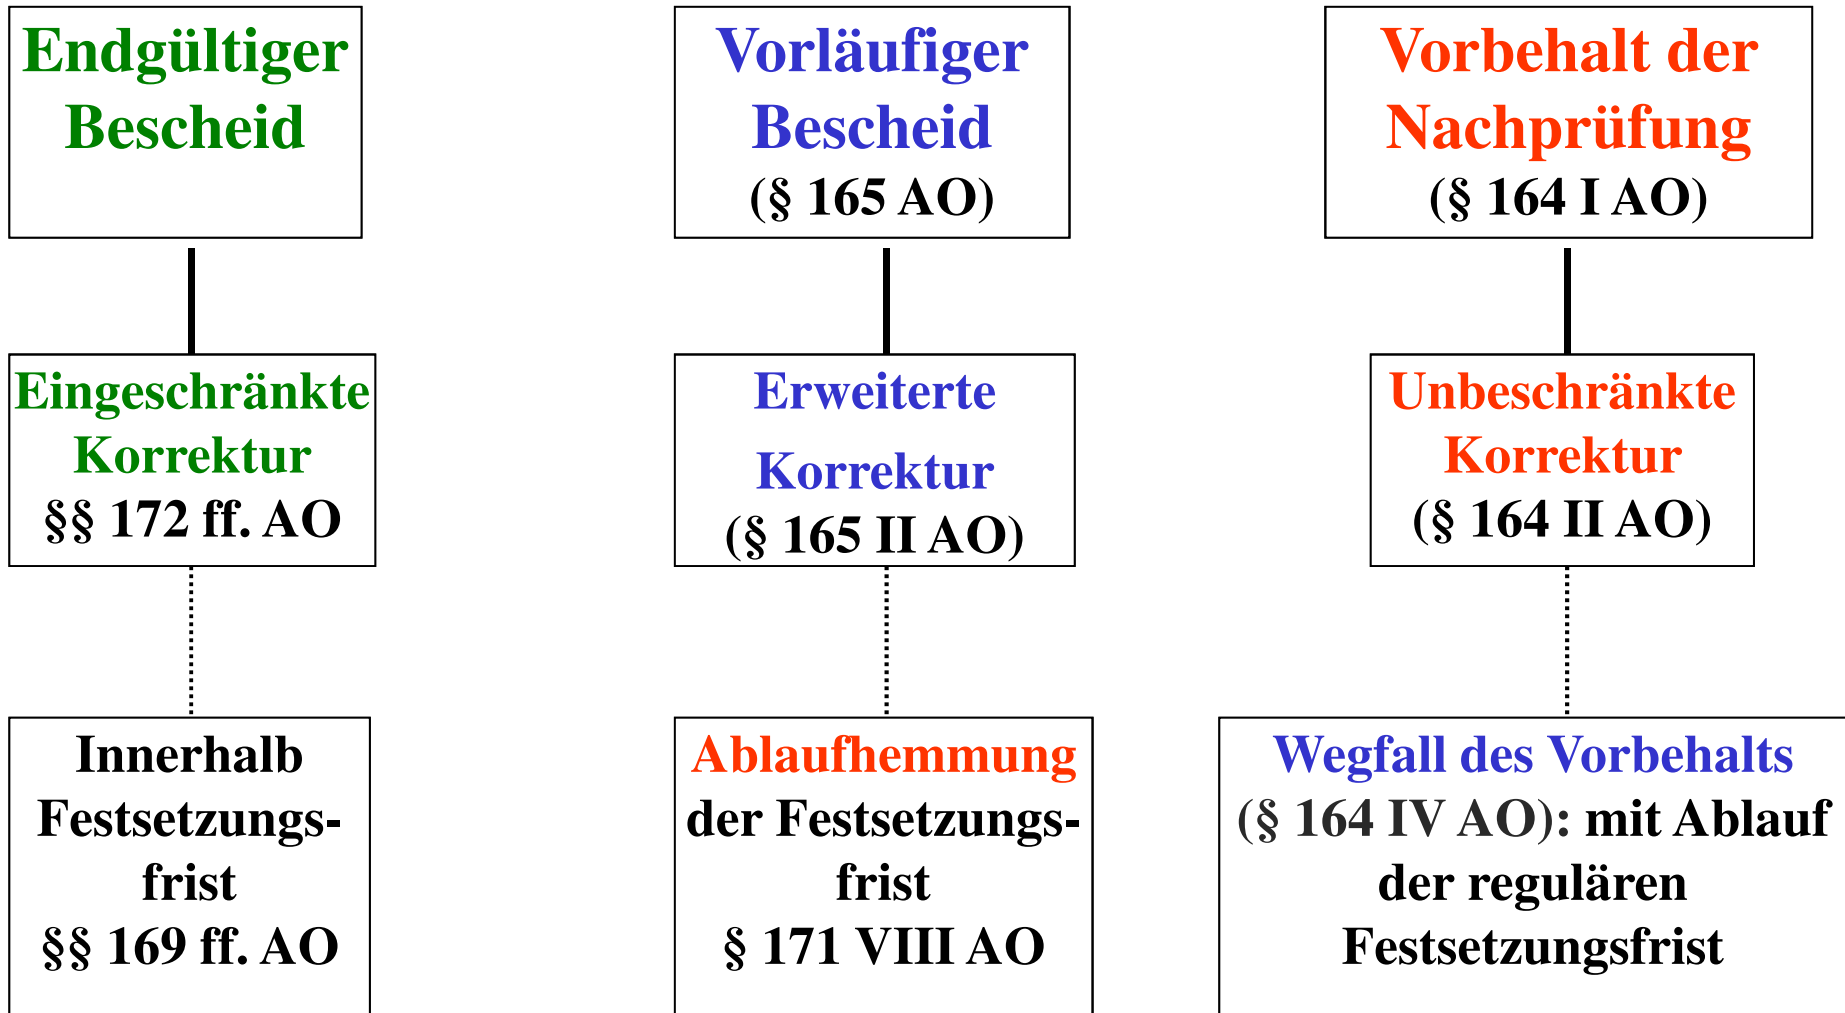 Endgültiger
Bescheid
Vorläufiger
Bescheid
(§ 165 AO)
Vorbehalt der
Nachprüfung
(§ 164 I AO)
Eingeschränkte
Korrektur
§§ 172 ff. AO
Erweiterte
Korrektur
(§ 165 II AO)
Unbeschränkte
Korrektur
(§ 164 II AO)
Innerhalb
Festsetzungs-
frist
§§ 169 ff. AO
Ablaufhemmung
der Festsetzungs-
frist
§ 171 VIII AO
Wegfall des Vorbehalts
(§ 164 IV AO): mit Ablauf
der regulären
Festsetzungsfrist